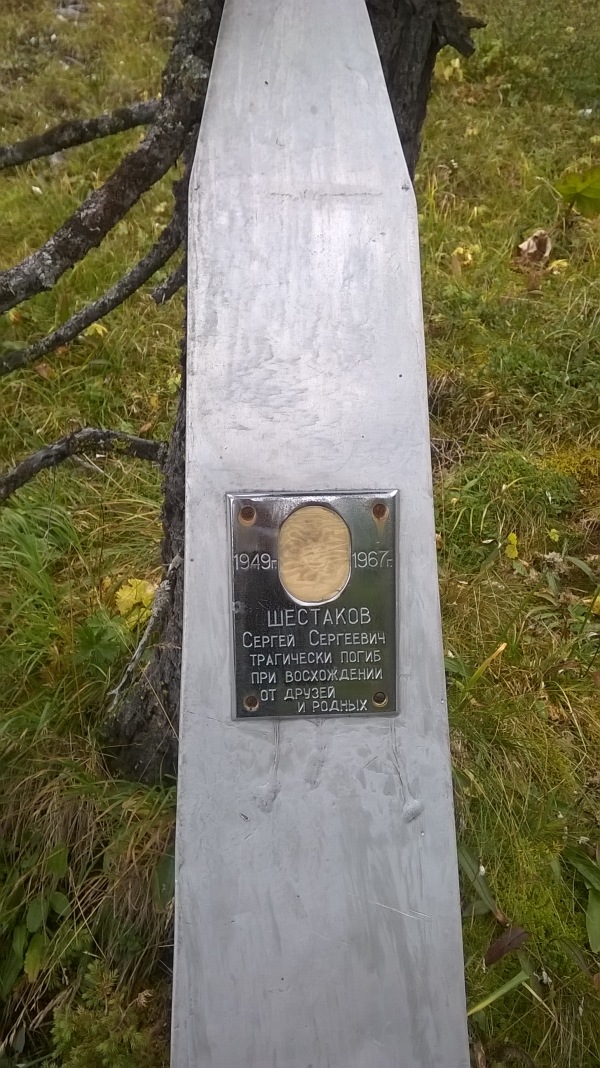 1949г. 1967г.
ШЕСТАКОВ
СЕРГЕЙ СЕРГЕЕВИЧ
ТРАГИЧЕСКИ ПОГИБ
ПРИ ВОСХОЖДЕНИИ
ОТ ДРУЗЕЙ
И РОДНЫХ